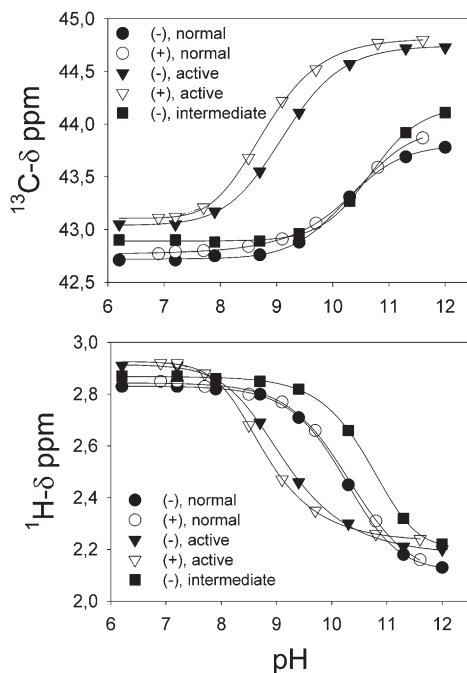 45,0
44,5
44,0
43,5
43,0
42,5
¹³C-δ ppm
(-), normal
(+), normal
(-), active
(+), active
(-), intermediate
6 7 8 9 10 11 12
3,0
2,8
2,6
2,4
2,2
2,0
¹H-δ ppm
(-), normal
(+), normal
(-), active
(+), active
(-), intermediate
6 7 8 9 10 11 12
pH